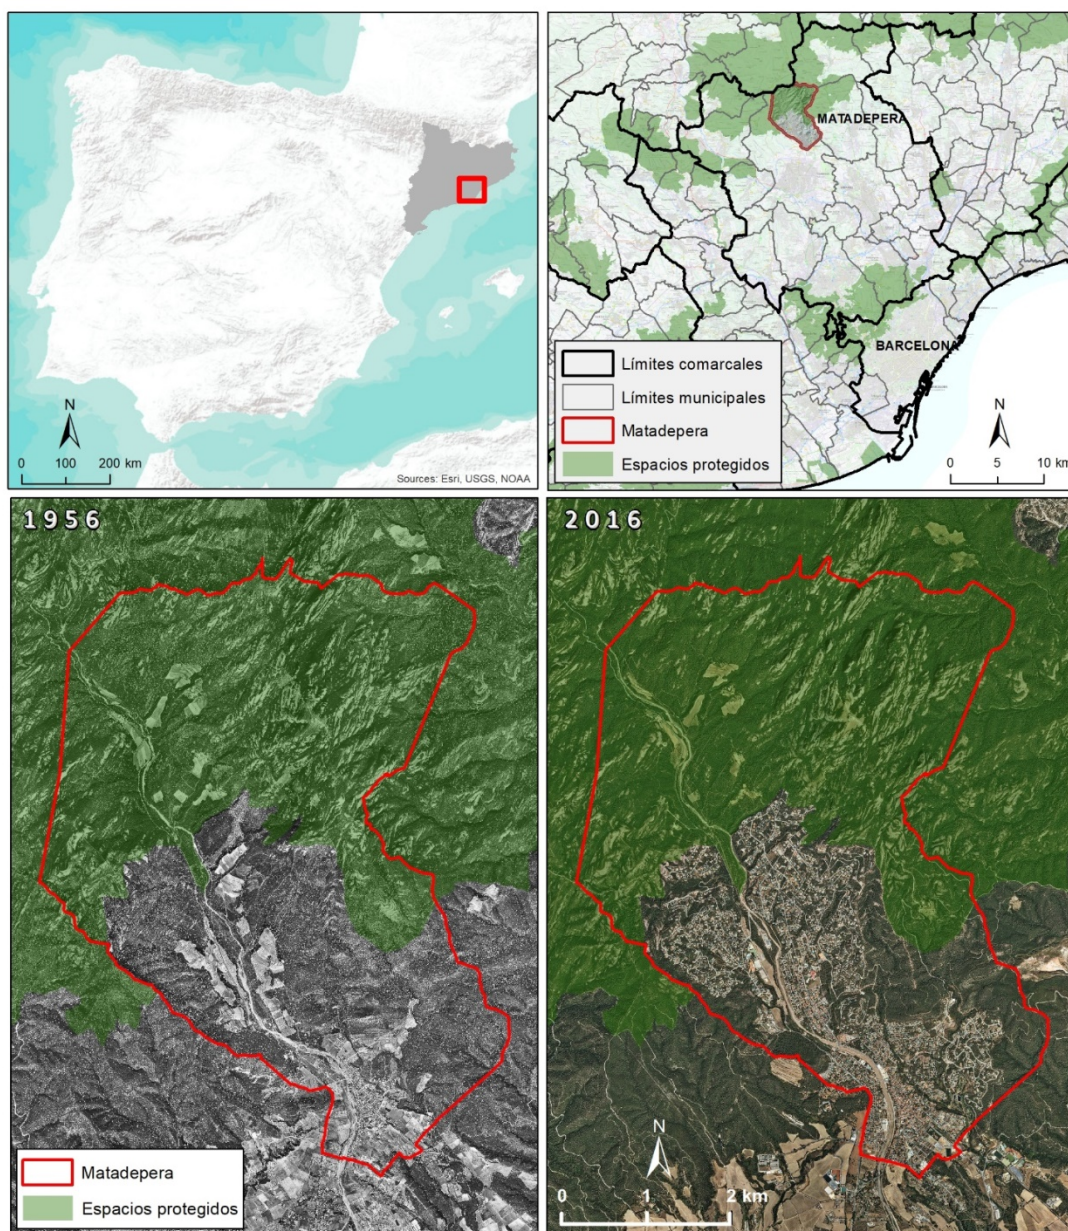 N
0 100 200 km
Sources: Esri, USGS, NOAA
MATADEPERA
BARCELONA
Límites comarcales
Límites municipales
Matadepera
Espacios protegidos
N
0 5 10 km
1956
Matadepera
Espacios protegidos
2016
N
0 1 2 km